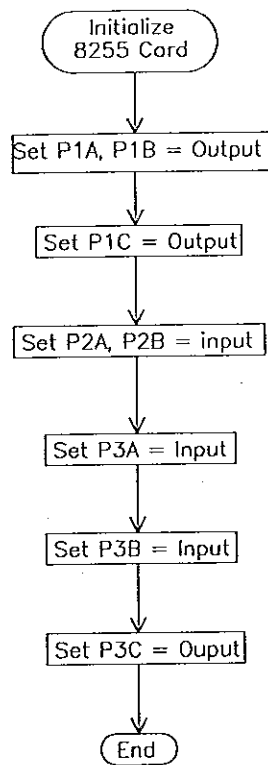 Initialize
8255 Card
Set P1A, P1B = Output
Set P1C = Output
Set P2A, P2B = input
Set P3A = Input
Set P3B = Input
Set P3C = Ouput
End